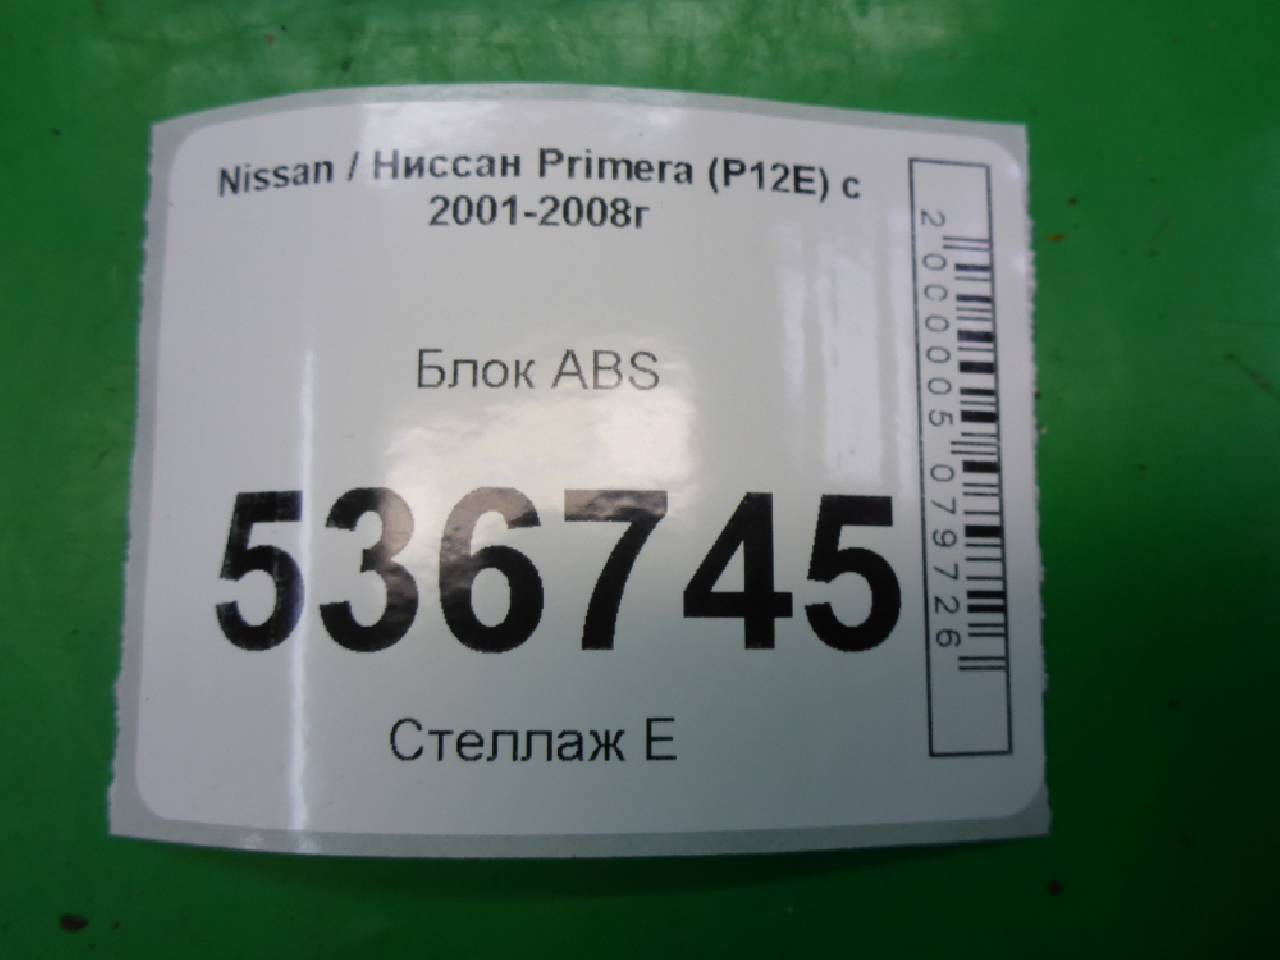 Nissan / Ниссан Primera (P12E) с
2001-2008г
Блок ABS
536745
Стеллаж E
2000005079726